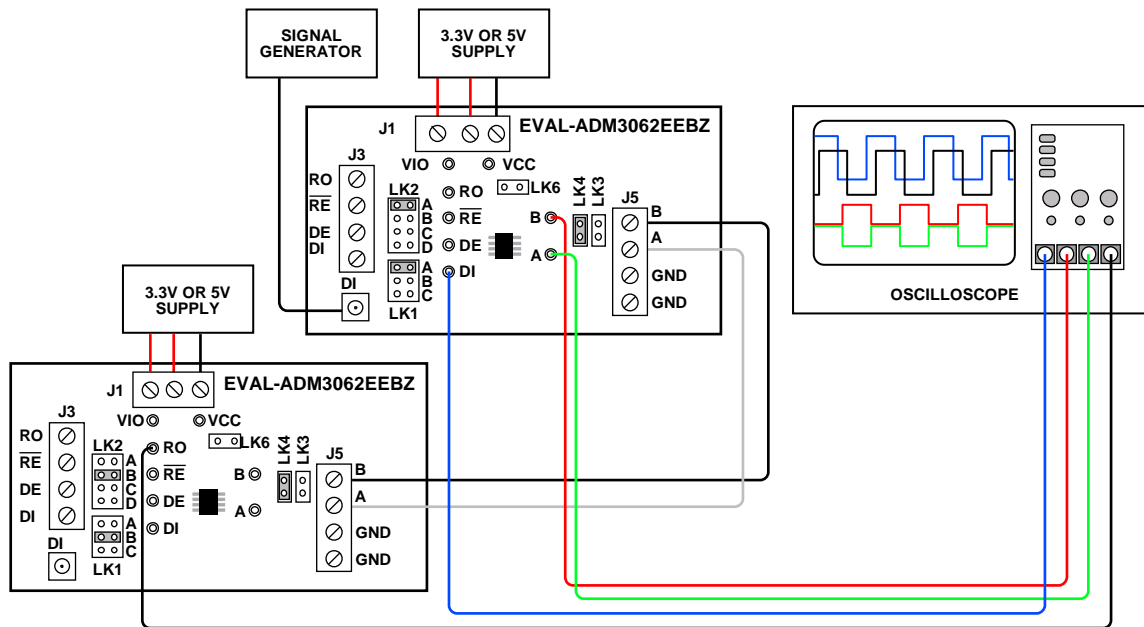 SIGNAL
GENERATOR
3.3V OR 5V
SUPPLY
J1
EVAL-ADM3062EEBZ
VIO
VCC
J3
RO
RE
DE
DI
LK2
A
B
C
D
RO
RE
DE
DI
LK6
LK4
LK3
B
A
J5
B
A
GND
GND
DI
A
B
C
LK1
OSCILLOSCOPE
3.3V OR 5V
SUPPLY
J1
EVAL-ADM3062EEBZ
VIO
VCC
J3
RO
RE
DE
DI
LK2
A
B
C
D
RO
RE
DE
DI
LK6
LK4
LK3
B
A
J5
B
A
GND
GND
DI
A
B
C
LK1